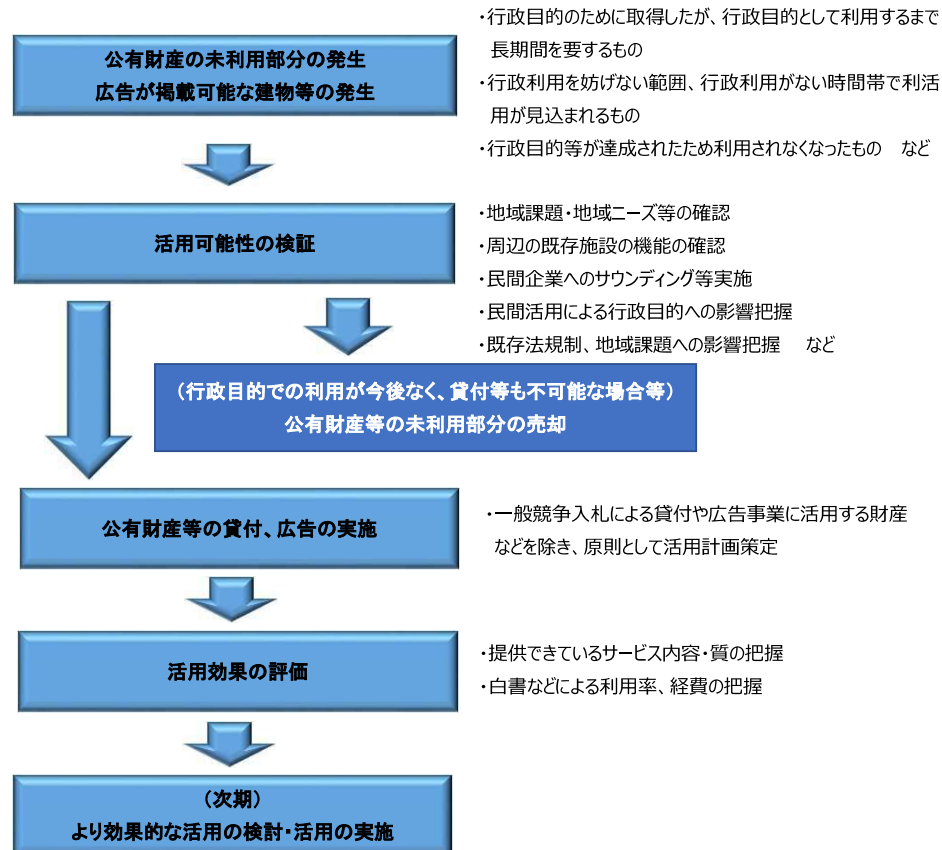 ・行政目的のために取得したが、行政目的として利用するまで
長期間を要するもの
・行政利用を妨げない範囲、行政利用がない時間帯で利活
用が見込まれるもの
・行政目的等が達成されたため利用されなくなったもの　など
公有財産の未利用部分の発生
広告が掲載可能な建物等の発生
活用可能性の検証
・地域課題・地域ニーズ等の確認
・周辺の既存施設の機能の確認
・民間企業へのサウンディング等実施
・民間活用による行政目的への影響把握
・既存法規制、地域課題への影響把握　など
（行政目的での利用が今後なく、貸付等も不可能な場合等）
公有財産等の未利用部分の売却
公有財産等の貸付、広告の実施
・一般競争入札による貸付や広告事業に活用する財産
などを除き、原則として活用計画策定
活用効果の評価
・提供できているサービス内容・質の把握
・白書などによる利用率、経費の把握
（次期）
より効果的な活用の検討・活用の実施